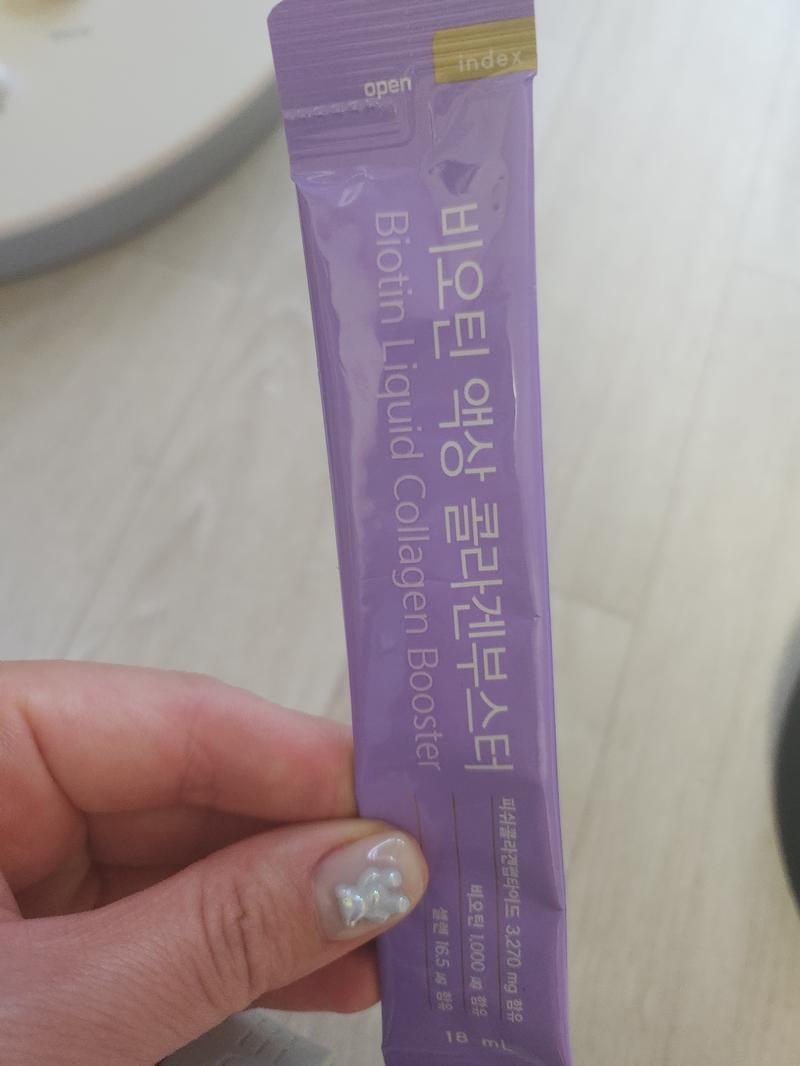 index
open
비오틴 액상 콜라겐부스터
Biotin Liquid Collagen Booster
피쉬콜라겐펩타이드 3,270 mg 함유
비오틴 1,000 ㎍ 함유
셀렌 16.5 ㎍ 함유
18 mL